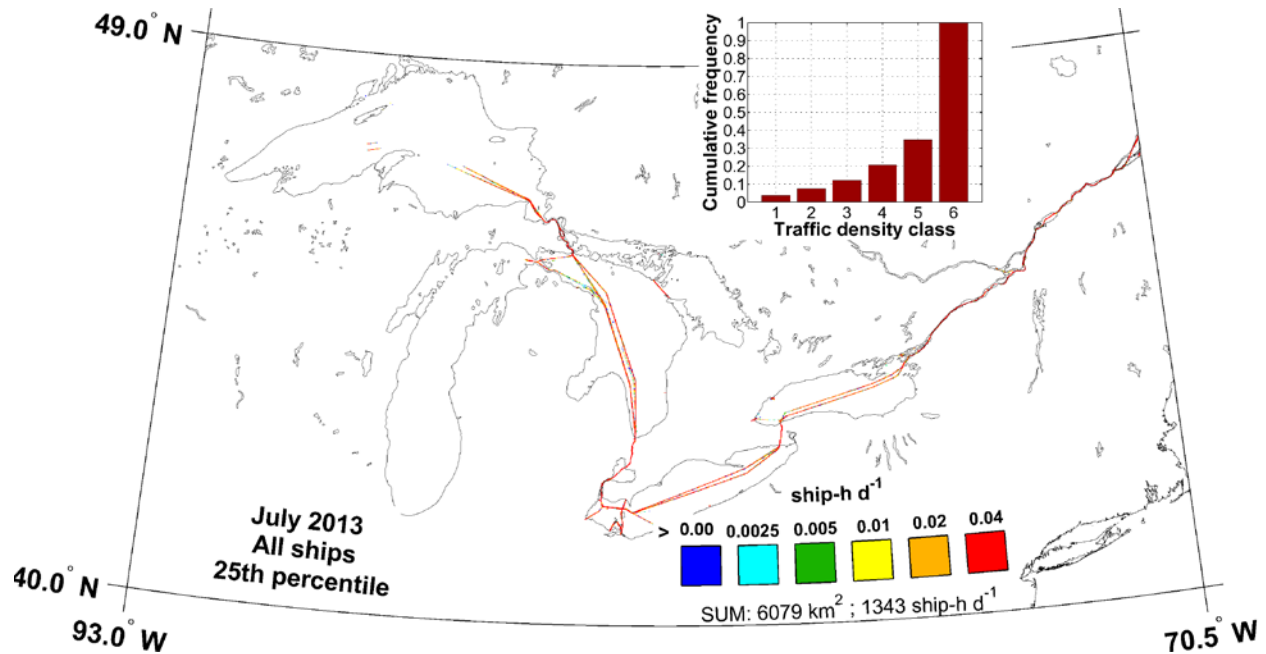 49.0° N
Cumulative frequency
1
0.9
0.8
0.7
0.6
0.5
0.4
0.3
0.2
0.1
0
1 2 3 4 5 6
Traffic density class
July 2013
All ships
25th percentile
ship-h d⁻¹
> 0.00 0.0025 0.005 0.01 0.02 0.04
SUM: 6079 km² ; 1343 ship-h d⁻¹
40.0° N
93.0° W
70.5° W